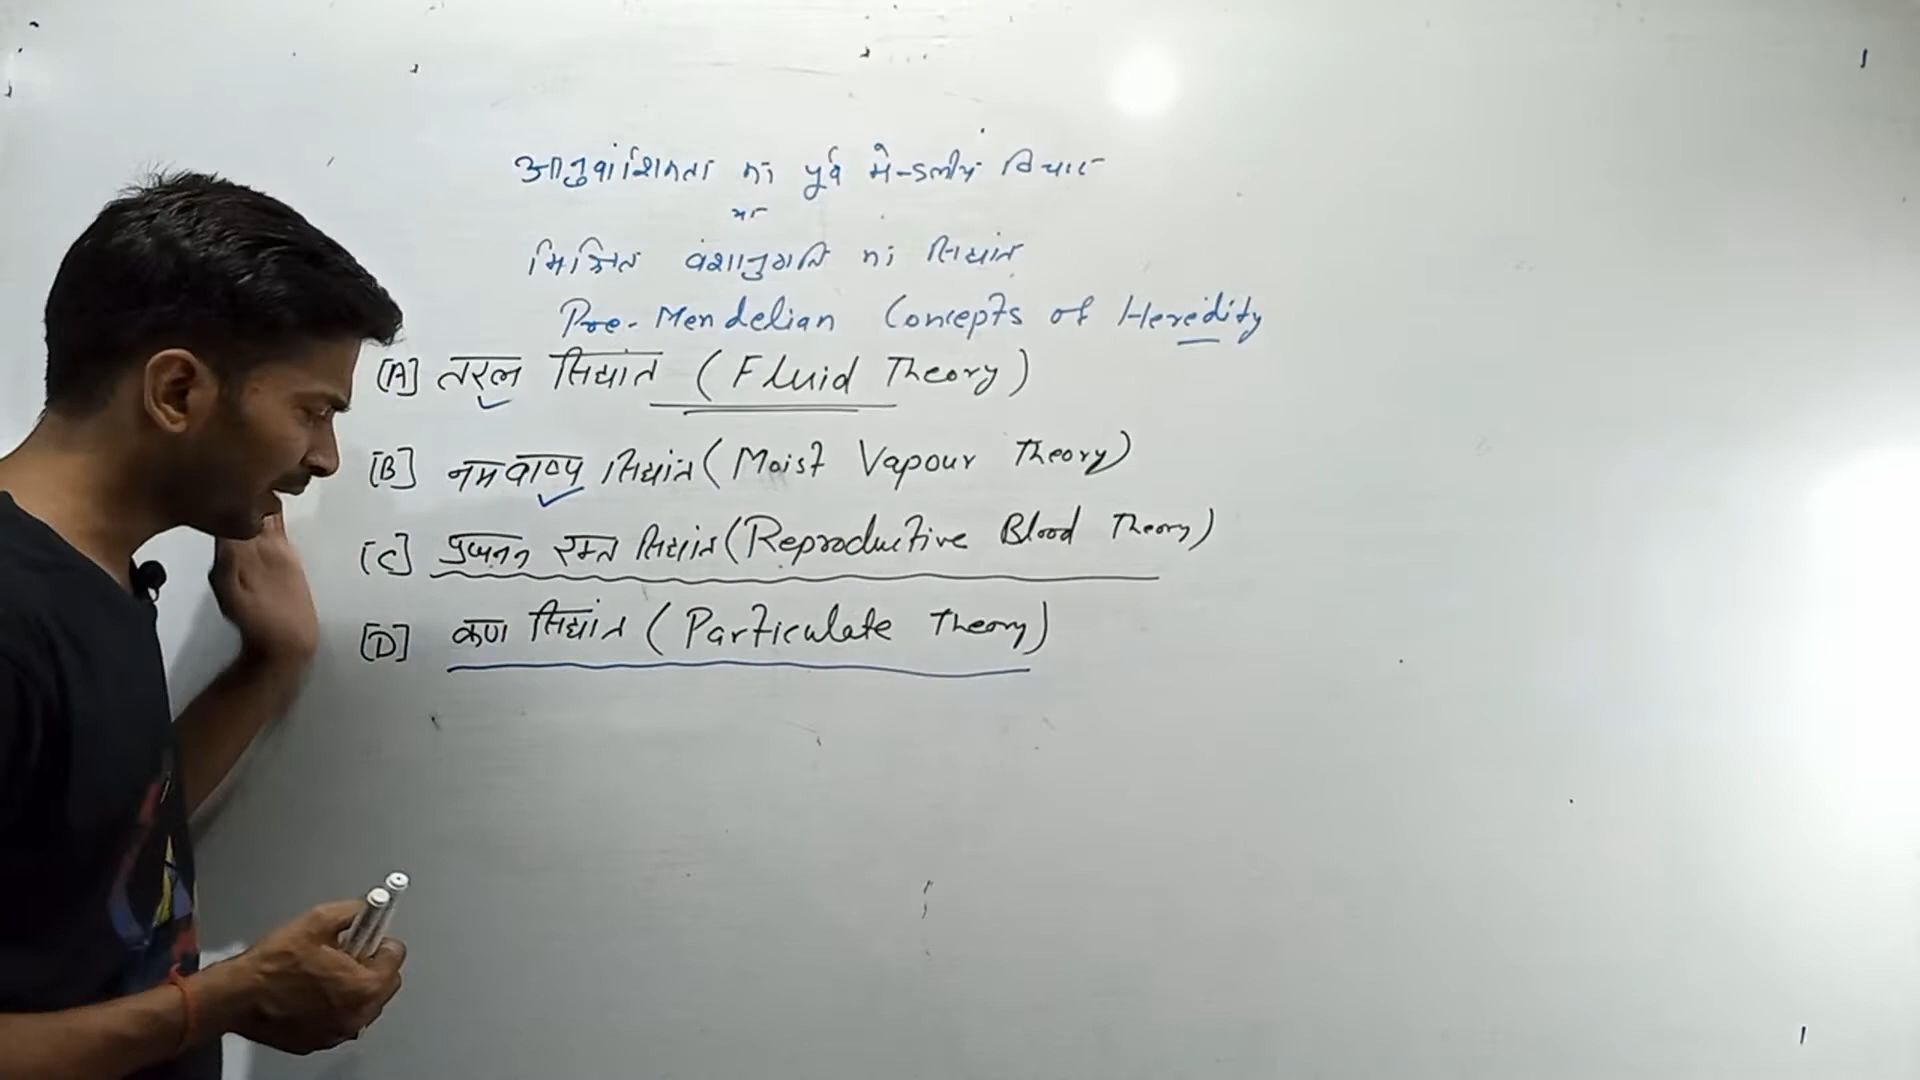 आनुवांशिकता का पूर्व मेन्डलीय विचार
या
मिश्रित वंशानुगति का सिद्यांत
Pre-Mendelian Concepts of Heredity
[A] तरल सिद्यांत (Fluid Theory)
[B] नमवाष्प सिद्यांत (Moist Vapour Theory)
[C] प्रजनन रक्त सिद्यांत (Reproductive Blood Theory)
[D] कण सिद्यांत (Particulate Theory)